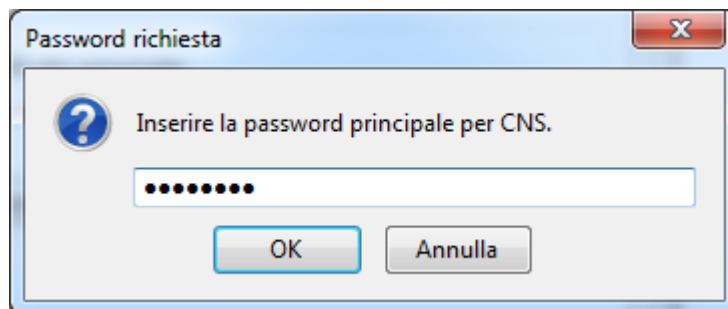 Password richiesta
Inserire la password principale per CNS.
••••••••
OK
Annulla